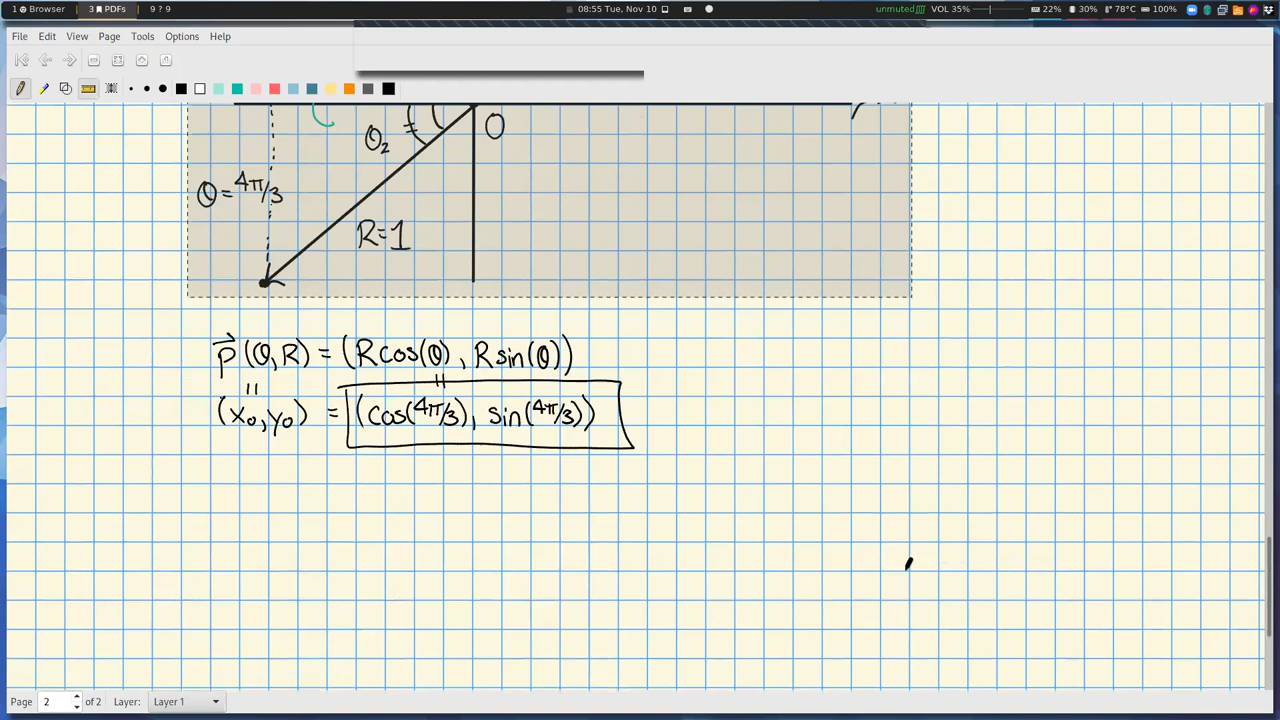 1 Browser 3 PDFs 9 ? 9 08:55 Tue, Nov 10 unmuted VOL 35% 22% 30% 78°C 100%
File Edit View Page Tools Options Help
θ₂ O
θ = 4π/3
R=1
p⃗ (θ,R) = (Rcos(θ), Rsin(θ))
" "
(x₀,y₀) = (cos(4π/3), sin(4π/3))
Page 2 of 2 Layer: Layer 1